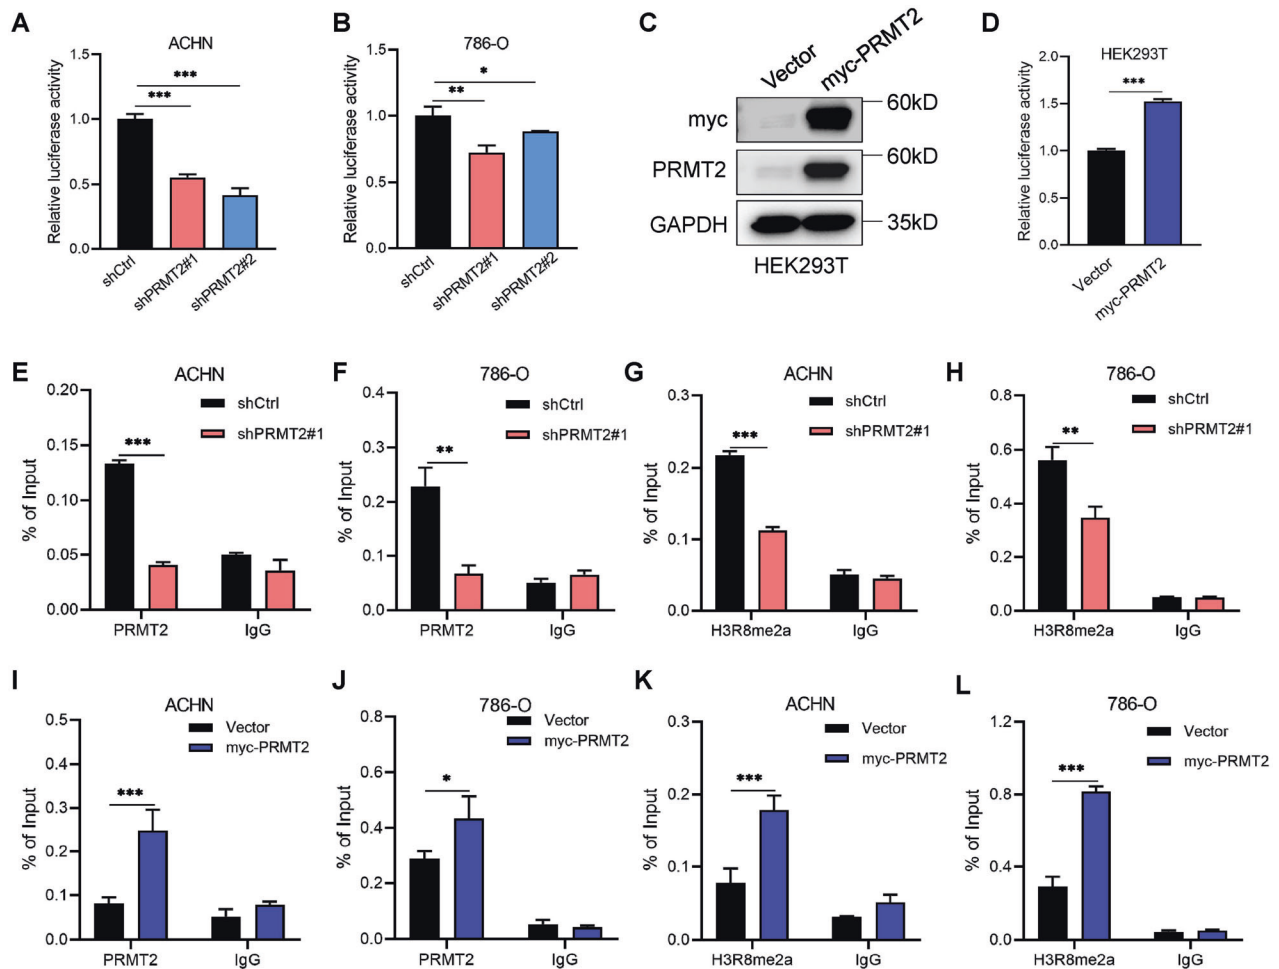 A
ACHN
Relative luciferase activity
1.5
1.0
0.5
0.0
***
***
shCtrl
shPRMT2#1
shPRMT2#2
B
786-O
Relative luciferase activity
1.5
1.0
0.5
0.0
*
**
shCtrl
shPRMT2#1
shPRMT2#2
C
Vector
myc-PRMT2
myc
60kD
PRMT2
60kD
GAPDH
35kD
HEK293T
D
HEK293T
Relative luciferase activity
2.0
1.5
1.0
0.5
0.0
***
Vector
myc-PRMT2
E
ACHN
% of Input
0.20
0.15
0.10
0.05
0.00
shCtrl
shPRMT2#1
***
PRMT2
IgG
F
786-O
% of Input
0.4
0.3
0.2
0.1
0.0
shCtrl
shPRMT2#1
**
PRMT2
IgG
G
ACHN
% of Input
0.3
0.2
0.1
0.0
shCtrl
shPRMT2#1
***
H3R8me2a
IgG
H
786-O
% of Input
0.8
0.6
0.4
0.2
0.0
shCtrl
shPRMT2#1
**
H3R8me2a
IgG
I
ACHN
% of Input
0.5
0.4
0.3
0.2
0.1
0.0
Vector
myc-PRMT2
***
PRMT2
IgG
J
786-O
% of Input
0.8
0.6
0.4
0.2
0.0
Vector
myc-PRMT2
*
PRMT2
IgG
K
ACHN
% of Input
0.3
0.2
0.1
0.0
Vector
myc-PRMT2
***
H3R8me2a
IgG
L
786-O
% of Input
1.2
0.8
0.4
0.0
Vector
myc-PRMT2
***
H3R8me2a
IgG